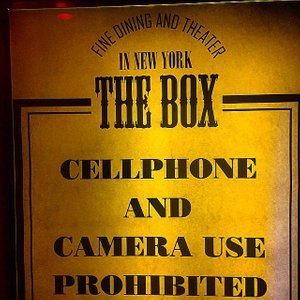 FINE DINING AND THEATER
IN NEW YORK
THE BOX
CELLPHONE
AND
CAMERA USE
PROHIBITED